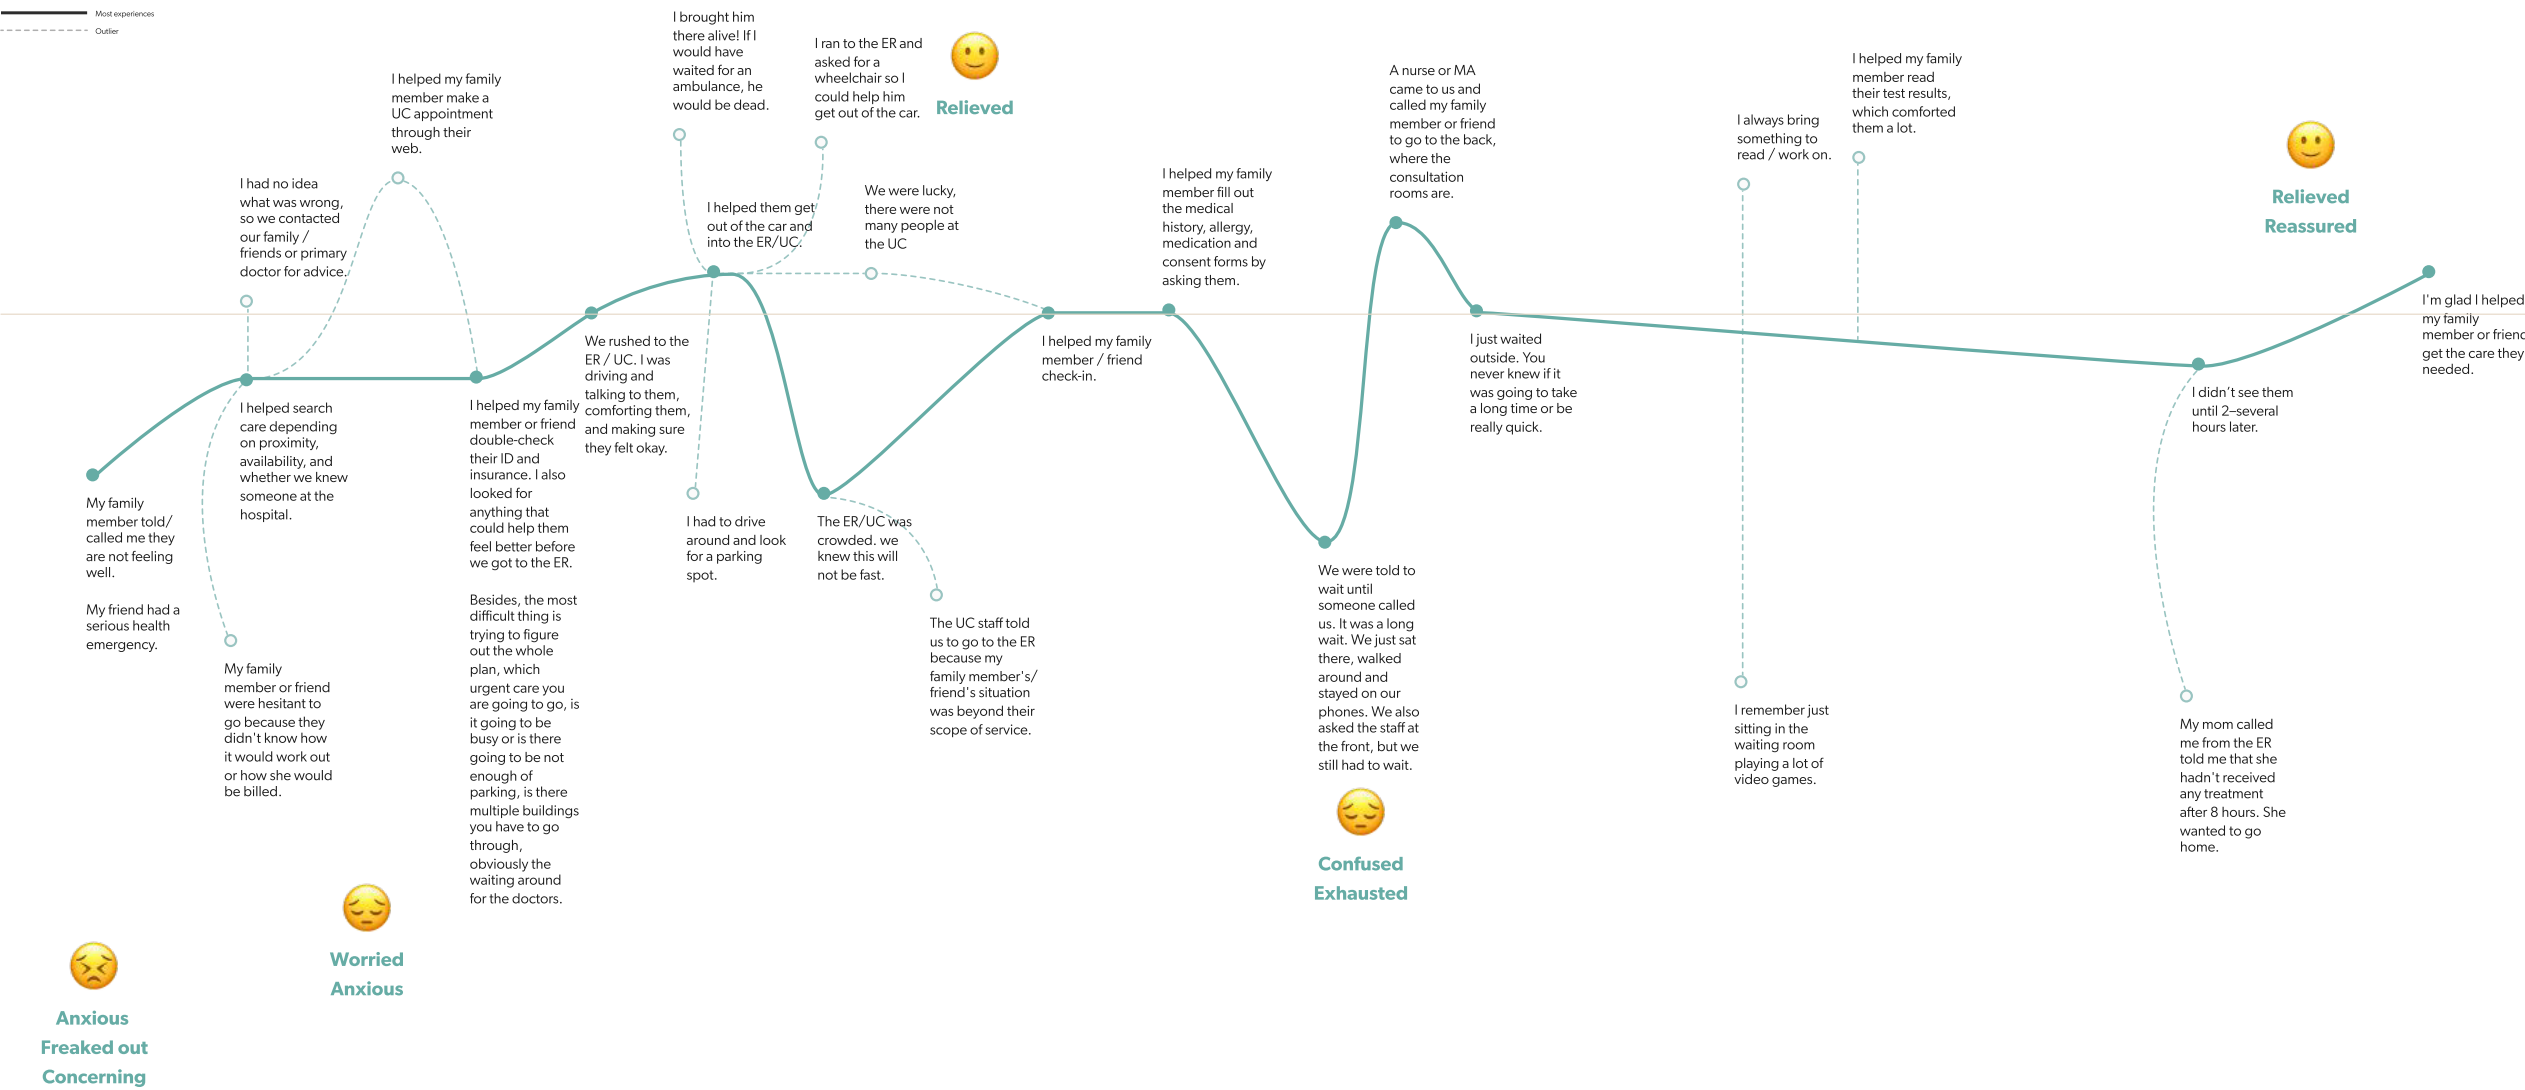 Most experiences
Outlier
My family
member told/
called me they
are not feeling
well.
My friend had a
serious health
emergency.
Anxious
Freaked out
Concerning
I had no idea
what was wrong,
so we contacted
our family /
friends or primary
doctor for advice.
I helped search
care depending
on proximity,
availability, and
whether we knew
someone at the
hospital.
My family
member or friend
were hesitant to
go because they
didn't know how
it would work out
or how she would
be billed.
Worried
Anxious
I helped my family
member make a
UC appointment
through their
web.
I helped my family
member or friend
double-check
their ID and
insurance. I also
looked for
anything that
could help them
feel better before
we got to the ER.
Besides, the most
difficult thing is
trying to figure
out the whole
plan, which
urgent care you
are going to go, is
it going to be
busy or is there
going to be not
enough of
parking, is there
multiple buildings
you have to go
through,
obviously the
waiting around
for the doctors.
We rushed to the
ER / UC. I was
driving and
talking to them,
comforting them,
and making sure
they felt okay.
I brought him
there alive! If I
would have
waited for an
ambulance, he
would be dead.
I helped them get
out of the car and
into the ER/UC.
I had to drive
around and look
for a parking
spot.
I ran to the ER and
asked for a
wheelchair so I
could help him
get out of the car.
Relieved
We were lucky,
there were not
many people at
the UC
The ER/UC was
crowded. we
knew this will
not be fast.
The UC staff told
us to go to the ER
because my
family member's/
friend's situation
was beyond their
scope of service.
I helped my family
member / friend
check-in.
I helped my family
member fill out
the medical
history, allergy,
medication and
consent forms by
asking them.
We were told to
wait until
someone called
us. It was a long
wait. We just sat
there, walked
around and
stayed on our
phones. We also
asked the staff at
the front, but we
still had to wait.
Confused
Exhausted
A nurse or MA
came to us and
called my family
member or friend
to go to the back,
where the
consultation
rooms are.
I just waited
outside. You
never knew if it
was going to take
a long time or be
really quick.
I always bring
something to
read / work on.
I remember just
sitting in the
waiting room
playing a lot of
video games.
I helped my family
member read
their test results,
which comforted
them a lot.
I didn't see them
until 2–several
hours later.
My mom called
me from the ER
told me that she
hadn't received
any treatment
after 8 hours. She
wanted to go
home.
Relieved
Reassured
I'm glad I helped
my family
member or friend
get the care they
needed.